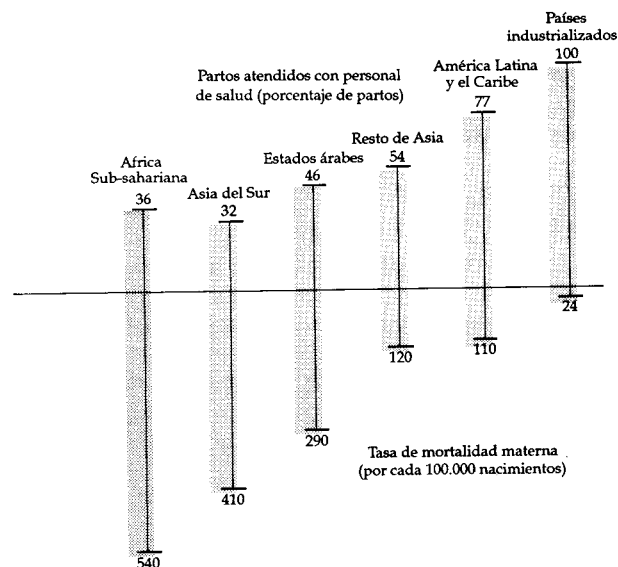 Países
industrializados
100
Partos atendidos con personal
de salud (porcentaje de partos)
América Latina
y el Caribe
77
Resto de Asia
54
Estados árabes
46
Africa
Sub-sahariana
36
Asia del Sur
32
24
120
110
290
Tasa de mortalidad materna
(por cada 100.000 nacimientos)
410
540